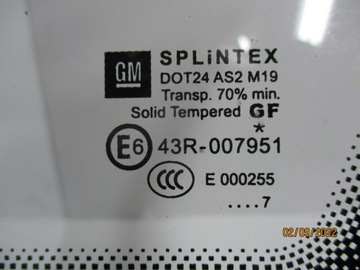 GM
SPLiNTEX
DOT24 AS2 M19
Transp. 70% min.
Solid Tempered GF
*
E6 43R-007951
CCC E 000255
....7
02/09/2002